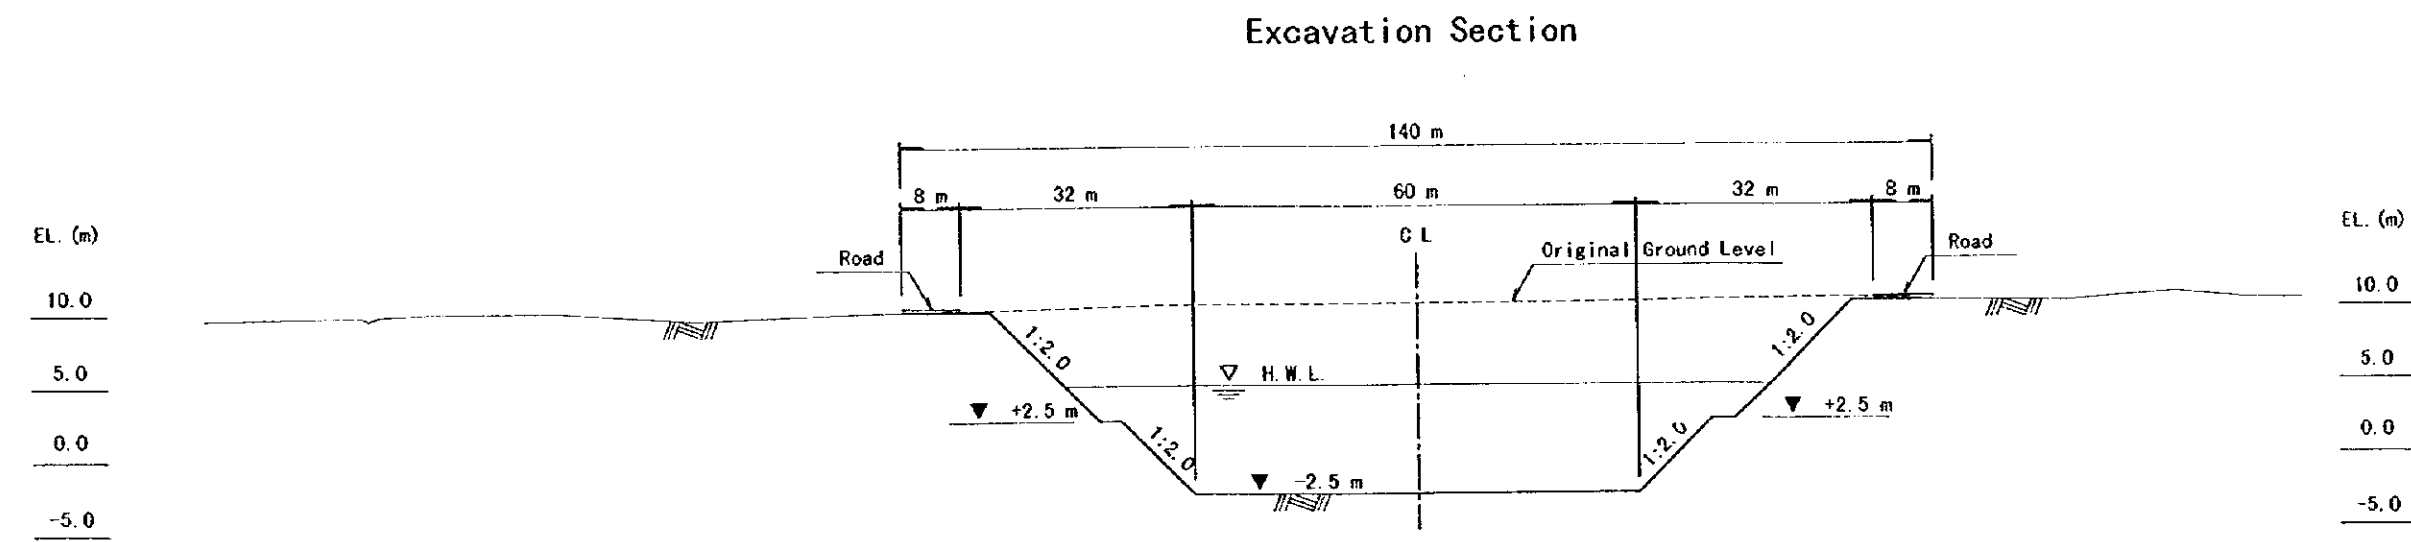 Excavation Section
140 m
8 m 32 m 60 m 32 m 8 m
EL. (m) C L EL. (m)
Road Original Ground Level Road
10.0 10.0
1:2.0 1:2.0
5.0 H.W.L. 5.0
+2.5 m +2.5 m
0.0 1:2.0 1:2.0 0.0
-2.5 m
-5.0 -5.0